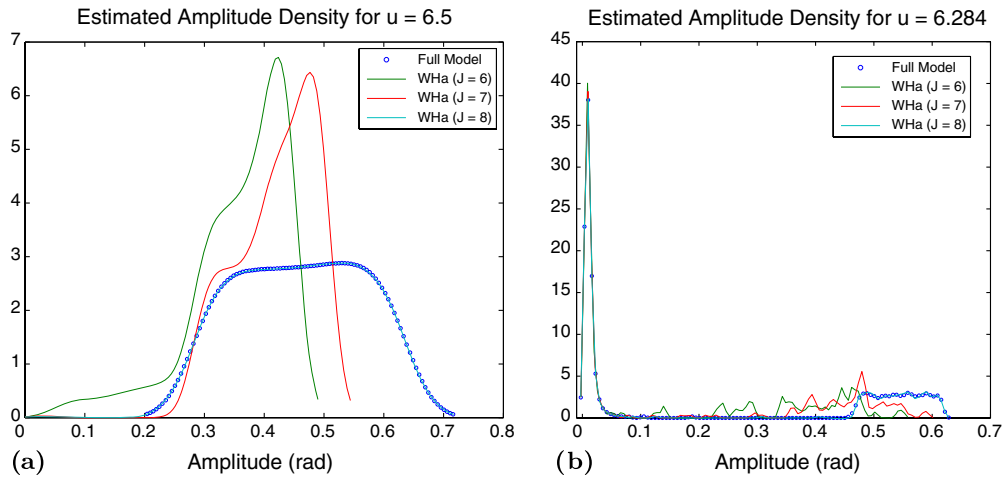 Estimated Amplitude Density for u = 6.5
7
6
5
4
3
2
1
0
0
0.1
0.2
0.3
0.4
0.5
0.6
0.7
0.8
Full Model
WHa (J = 6)
WHa (J = 7)
WHa (J = 8)
(a)
Amplitude (rad)
Estimated Amplitude Density for u = 6.284
45
40
35
30
25
20
15
10
5
0
0
0.1
0.2
0.3
0.4
0.5
0.6
0.7
Full Model
WHa (J = 6)
WHa (J = 7)
WHa (J = 8)
(b)
Amplitude (rad)